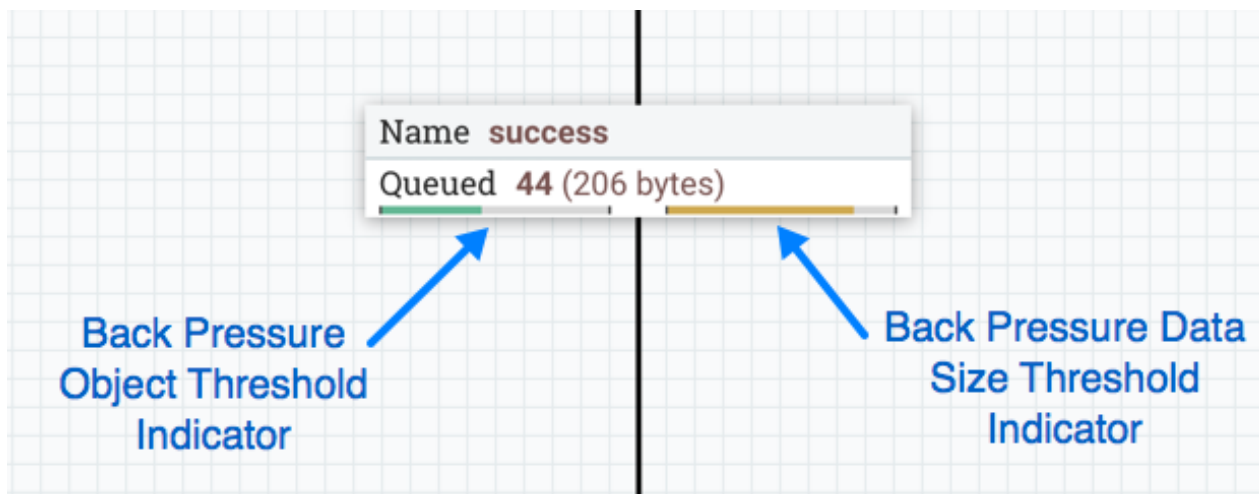 Name success
Queued 44 (206 bytes)
Back Pressure
Object Threshold
Indicator
Back Pressure Data
Size Threshold
Indicator